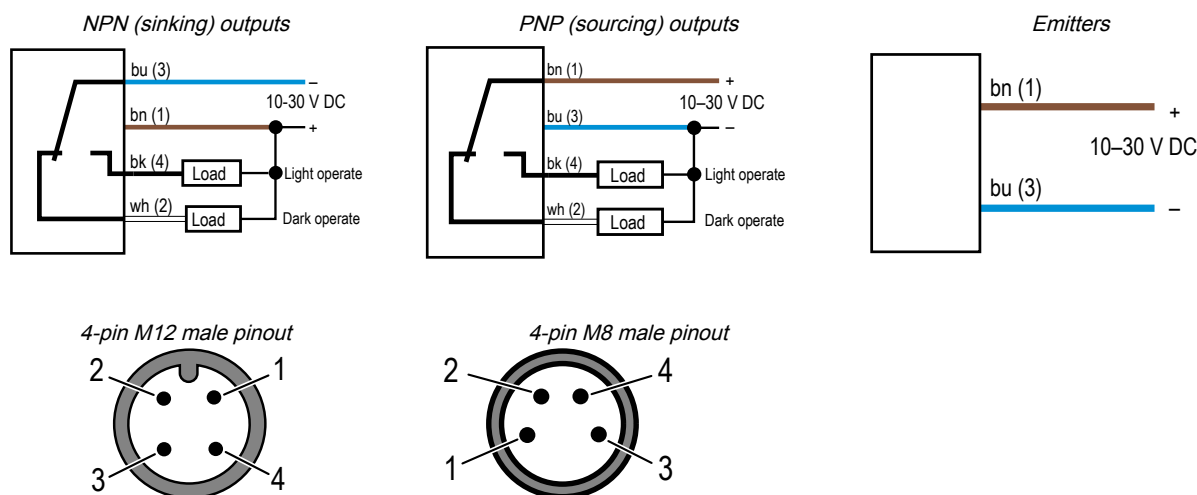 NPN (sinking) outputs
bu (3)
–
10-30 V DC
bn (1)
+
bk (4)
Load
Light operate
wh (2)
Load
Dark operate
PNP (sourcing) outputs
bn (1)
+
10–30 V DC
bu (3)
–
bk (4)
Load
Light operate
wh (2)
Load
Dark operate
Emitters
bn (1)
+
10–30 V DC
bu (3)
–
4-pin M12 male pinout
2
1
3
4
4-pin M8 male pinout
2
4
1
3